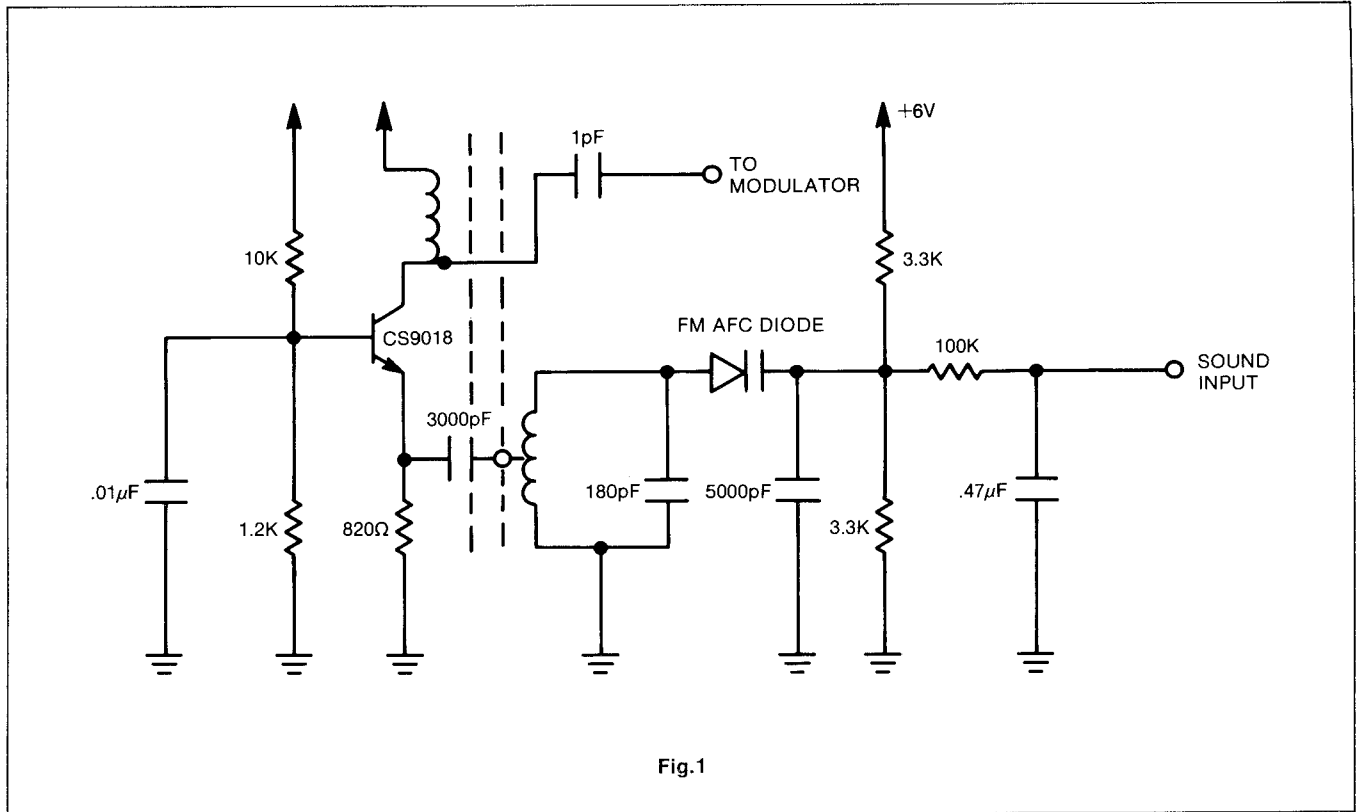 +6V
1pF
TO
MODULATOR
10K
3.3K
CS9018
FM AFC DIODE
100K
SOUND
INPUT
3000pF
.01µF
1.2K
820Ω
180pF
5000pF
3.3K
.47µF
Fig.1